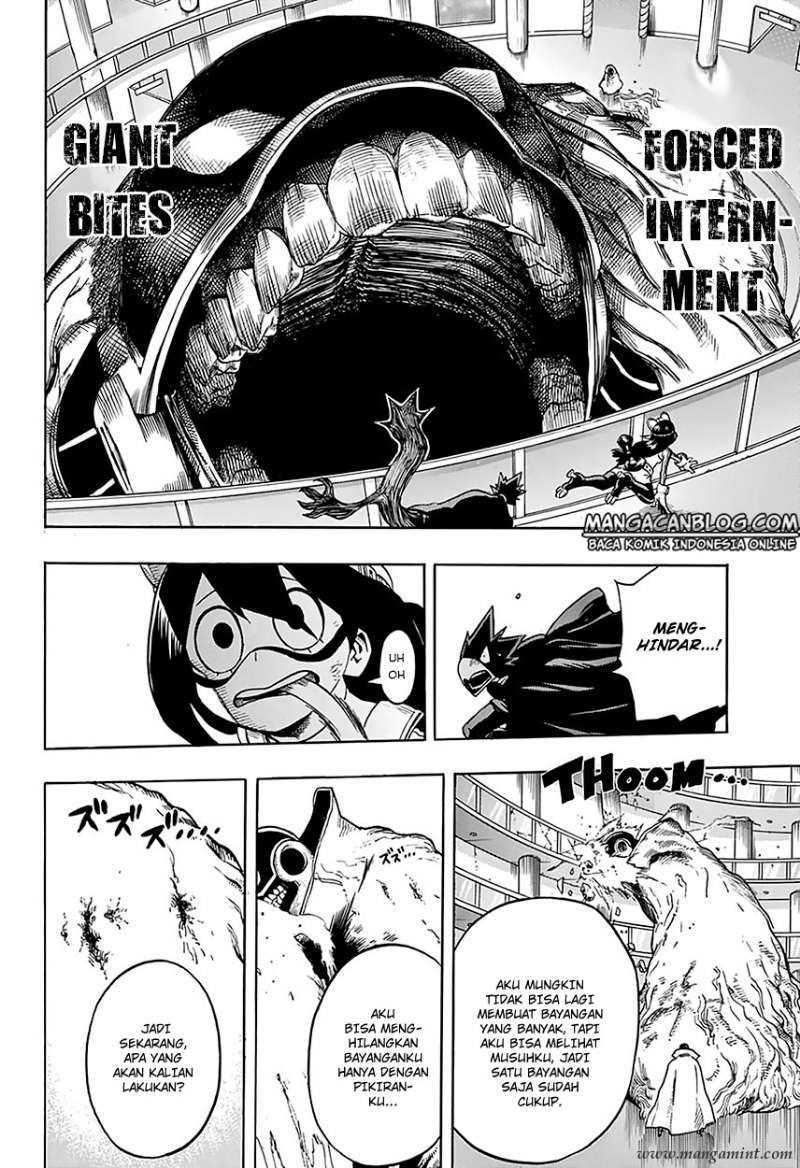 FORCED
INTERN-
MENT
GIANT
BITES
MANGACANBLOG.COM
BACA KOMIK INDONESIA ONLINE
MENG-
HINDAR...!
UH
OH
THOOM...
AKU MUNGKIN
TIDAK BISA LAGI
MEMBUAT BAYANGAN
YANG BANYAK, TAPI
AKU BISA MELIHAT
MUSUHKU, JADI
SATU BAYANGAN
SAJA SUDAH
CUKUP.
ズズ...
AKU
BISA MENG-
HILANGKAN
BAYANGANKU
HANYA DENGAN
PIKIRAN-
KU...
ズズズ....
JADI
SEKARANG,
APA YANG
AKAN KALIAN
LAKUKAN?
www.mangamint.com